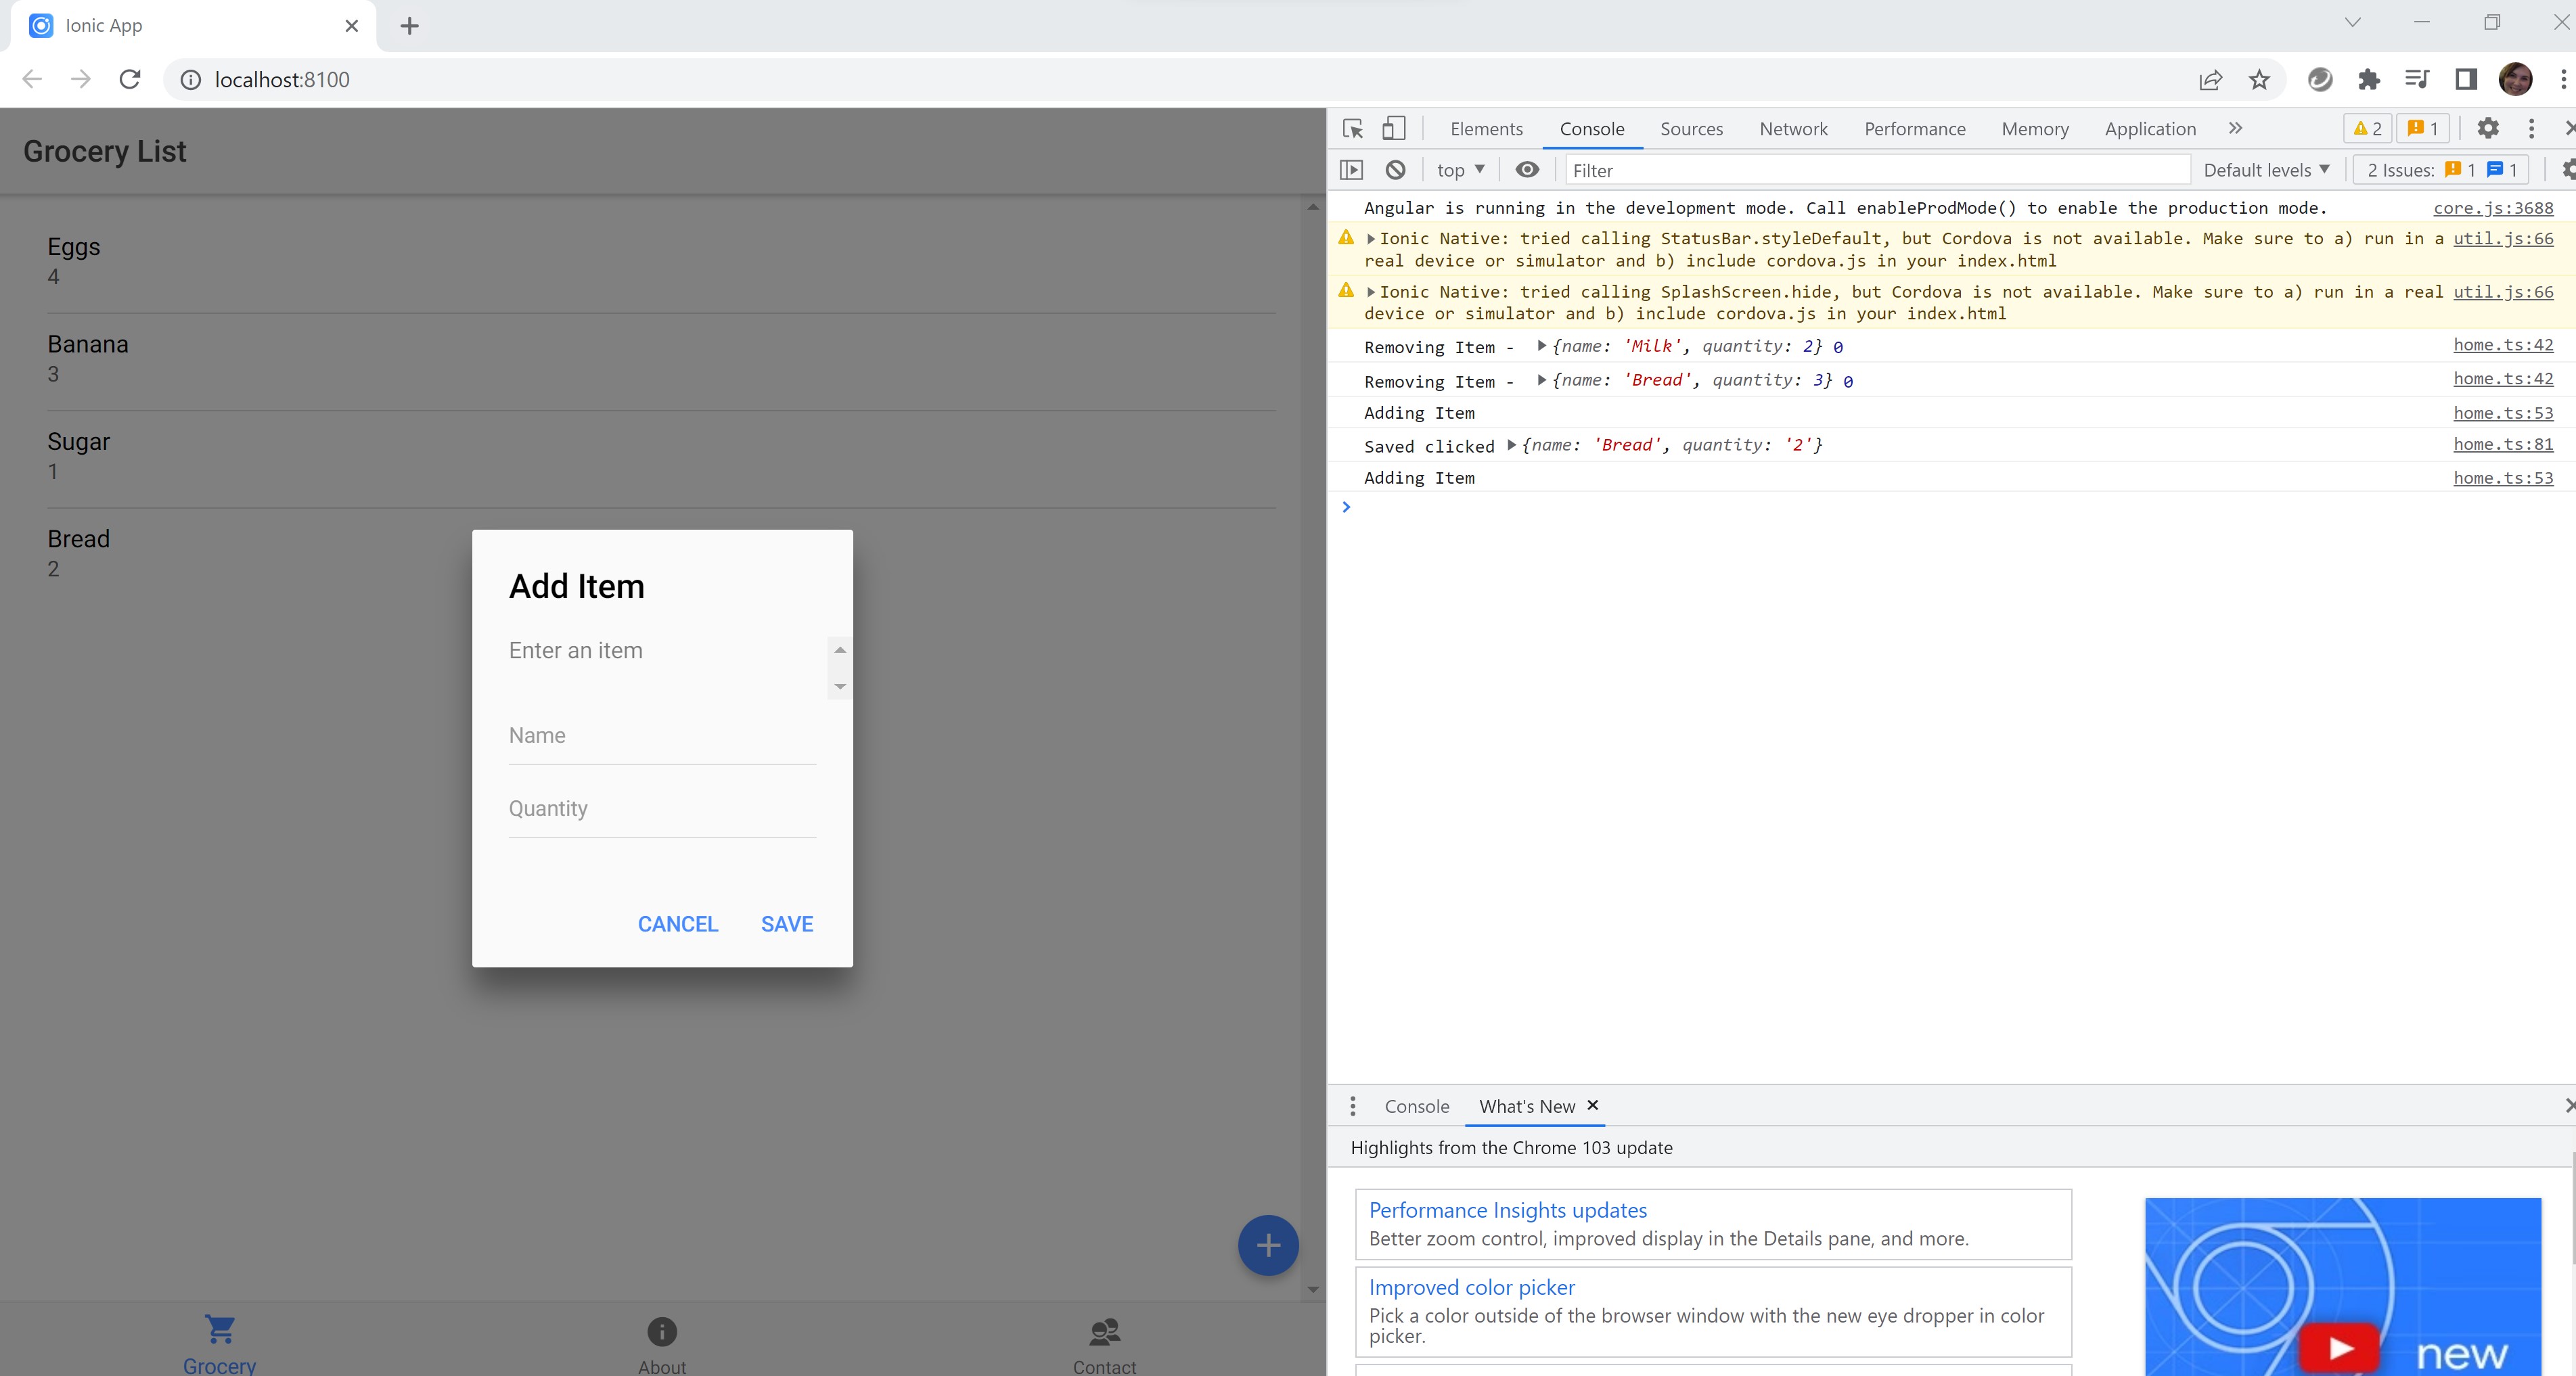 Ionic App
localhost:8100
Grocery List
Eggs
4
Banana
3
Sugar
1
Bread
2
Add Item
Enter an item
Name
Quantity
CANCEL SAVE
Grocery About Contact
Elements Console Sources Network Performance Memory Application 2 1
top Filter Default levels 2 Issues: 1 1
Angular is running in the development mode. Call enableProdMode() to enable the production mode. core.js:3688
Ionic Native: tried calling StatusBar.styleDefault, but Cordova is not available. Make sure to a) run in a util.js:66
real device or simulator and b) include cordova.js in your index.html
Ionic Native: tried calling SplashScreen.hide, but Cordova is not available. Make sure to a) run in a real util.js:66
device or simulator and b) include cordova.js in your index.html
Removing Item - {name: 'Milk', quantity: 2} 0 home.ts:42
Removing Item - {name: 'Bread', quantity: 3} 0 home.ts:42
Adding Item home.ts:53
Saved clicked {name: 'Bread', quantity: '2'} home.ts:81
Adding Item home.ts:53
Console What's New
Highlights from the Chrome 103 update
Performance Insights updates
Better zoom control, improved display in the Details pane, and more.
Improved color picker
Pick a color outside of the browser window with the new eye dropper in color
picker.
new